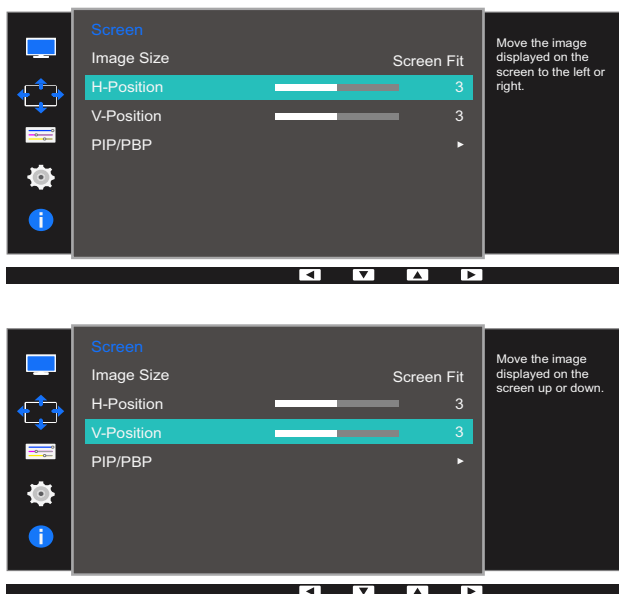 Screen
Image Size Screen Fit
H-Position 3
V-Position 3
PIP/PBP
Move the image
displayed on the
screen to the left or
right.
Screen
Image Size Screen Fit
H-Position 3
V-Position 3
PIP/PBP
Move the image
displayed on the
screen up or down.